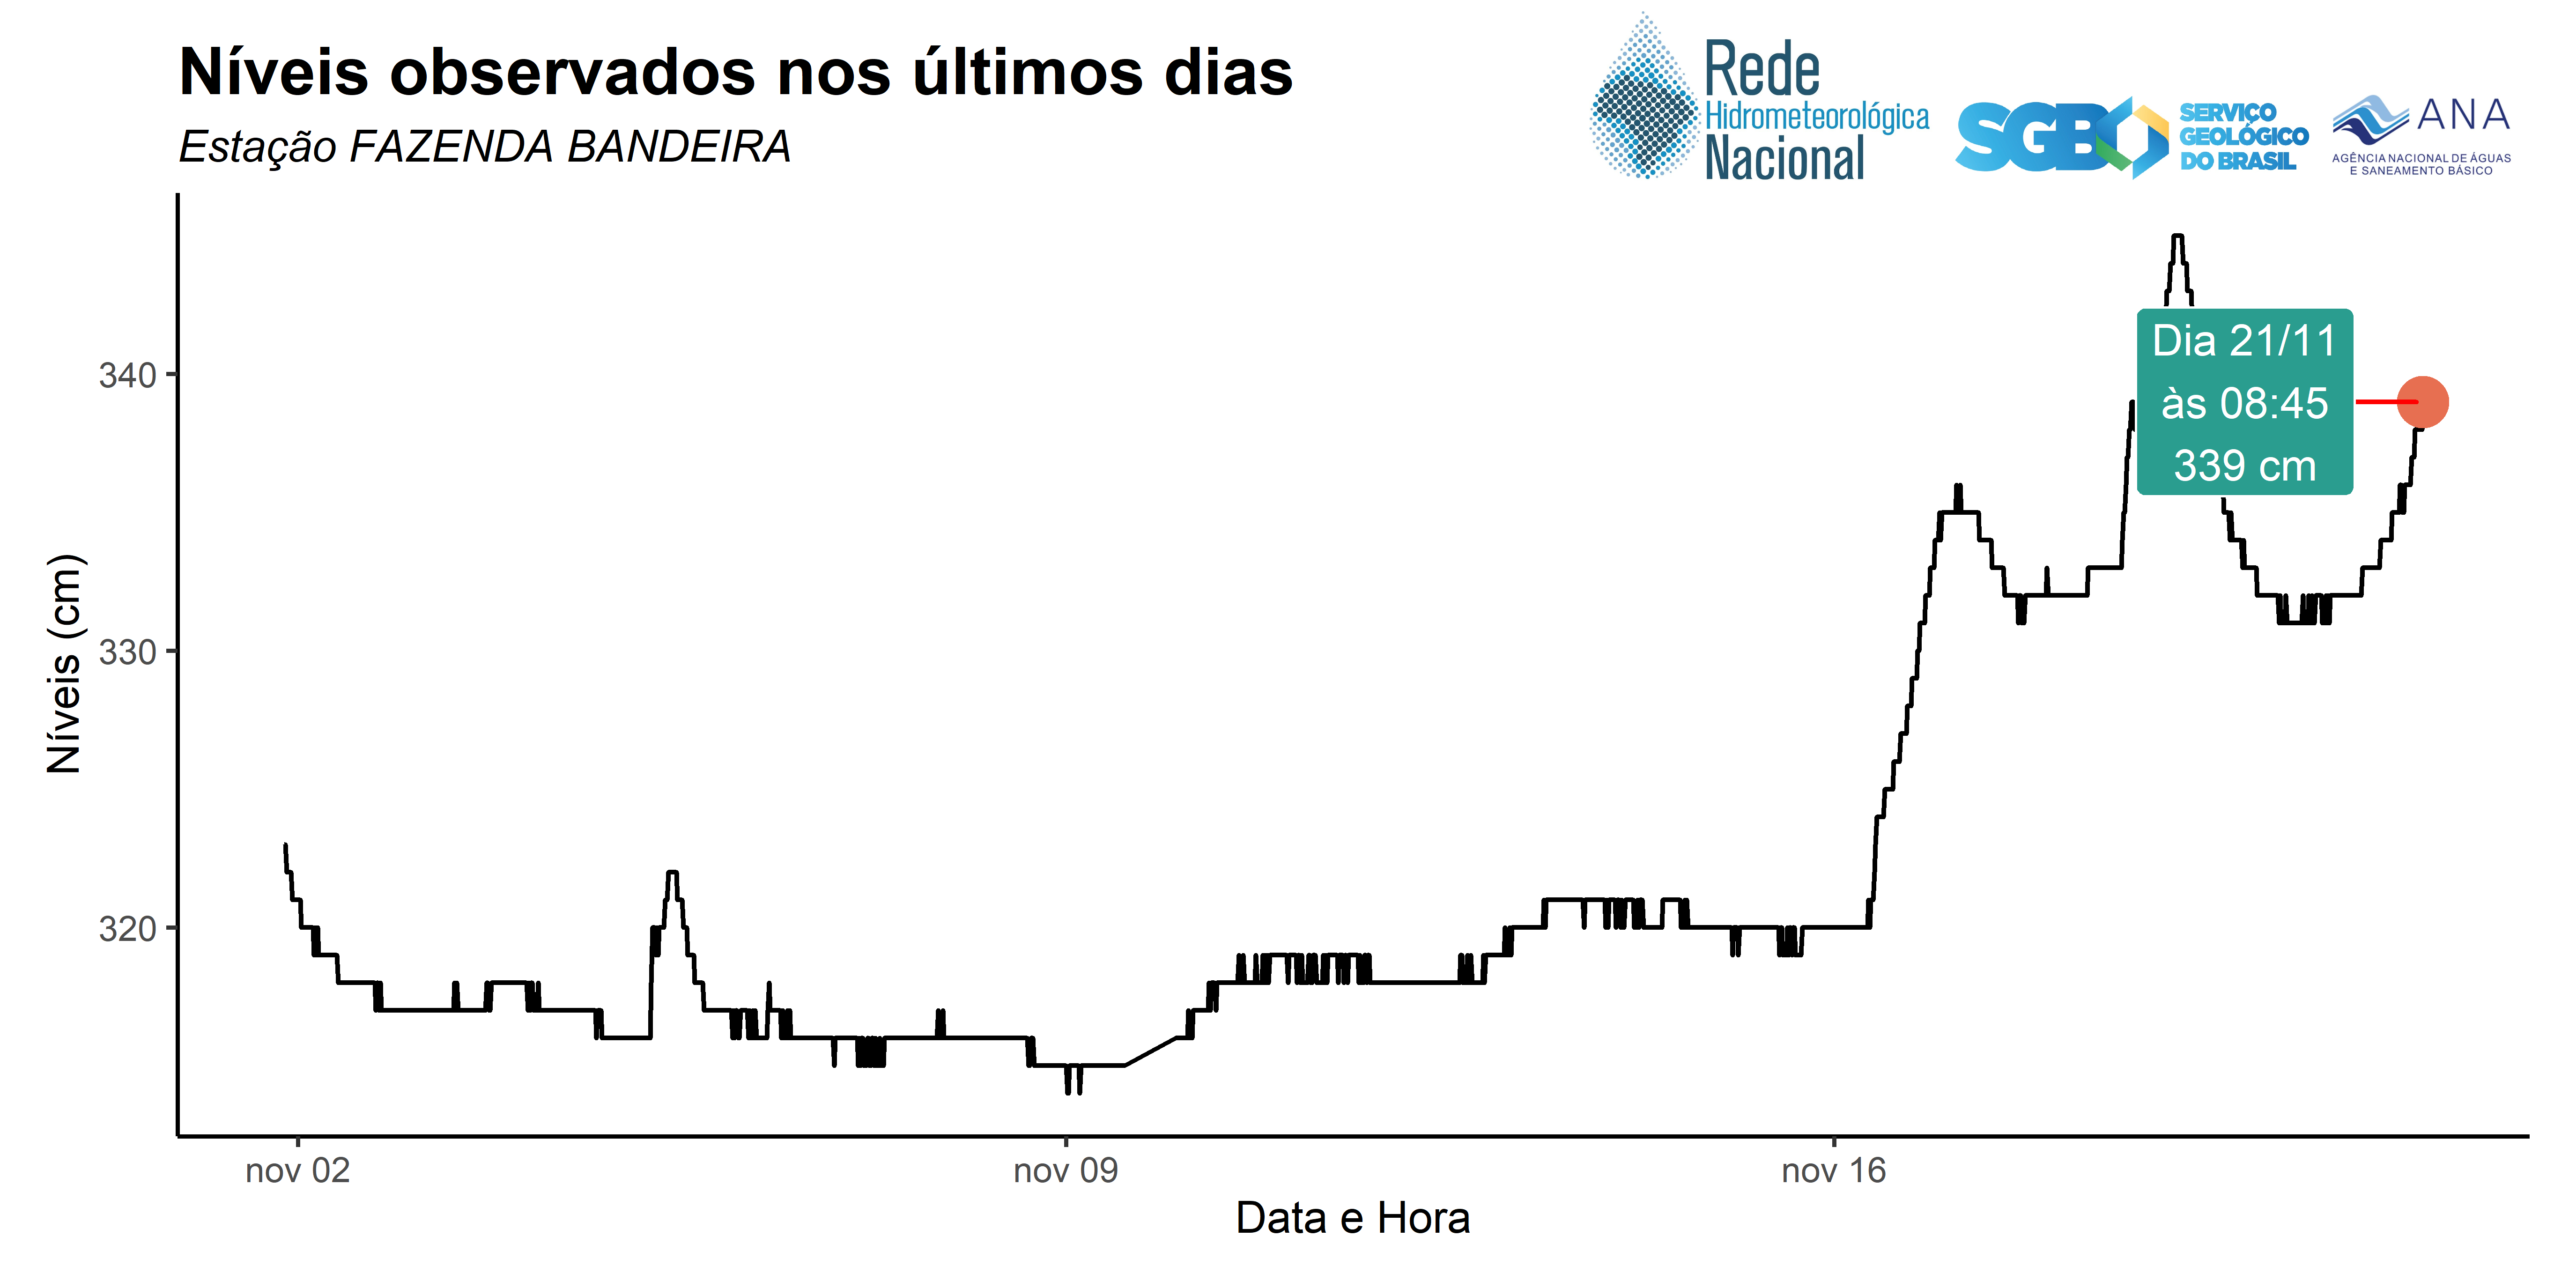 Níveis observados nos últimos dias
Estação FAZENDA BANDEIRA
Rede
Hidrometeorológica
Nacional
SGB
SERVIÇO
GEOLÓGICO
DO BRASIL
ANA
AGÊNCIA NACIONAL DE ÁGUAS
E SANEAMENTO BÁSICO
Níveis (cm)
340
330
320
Dia 21/11
às 08:45
339 cm
nov 02
nov 09
nov 16
Data e Hora